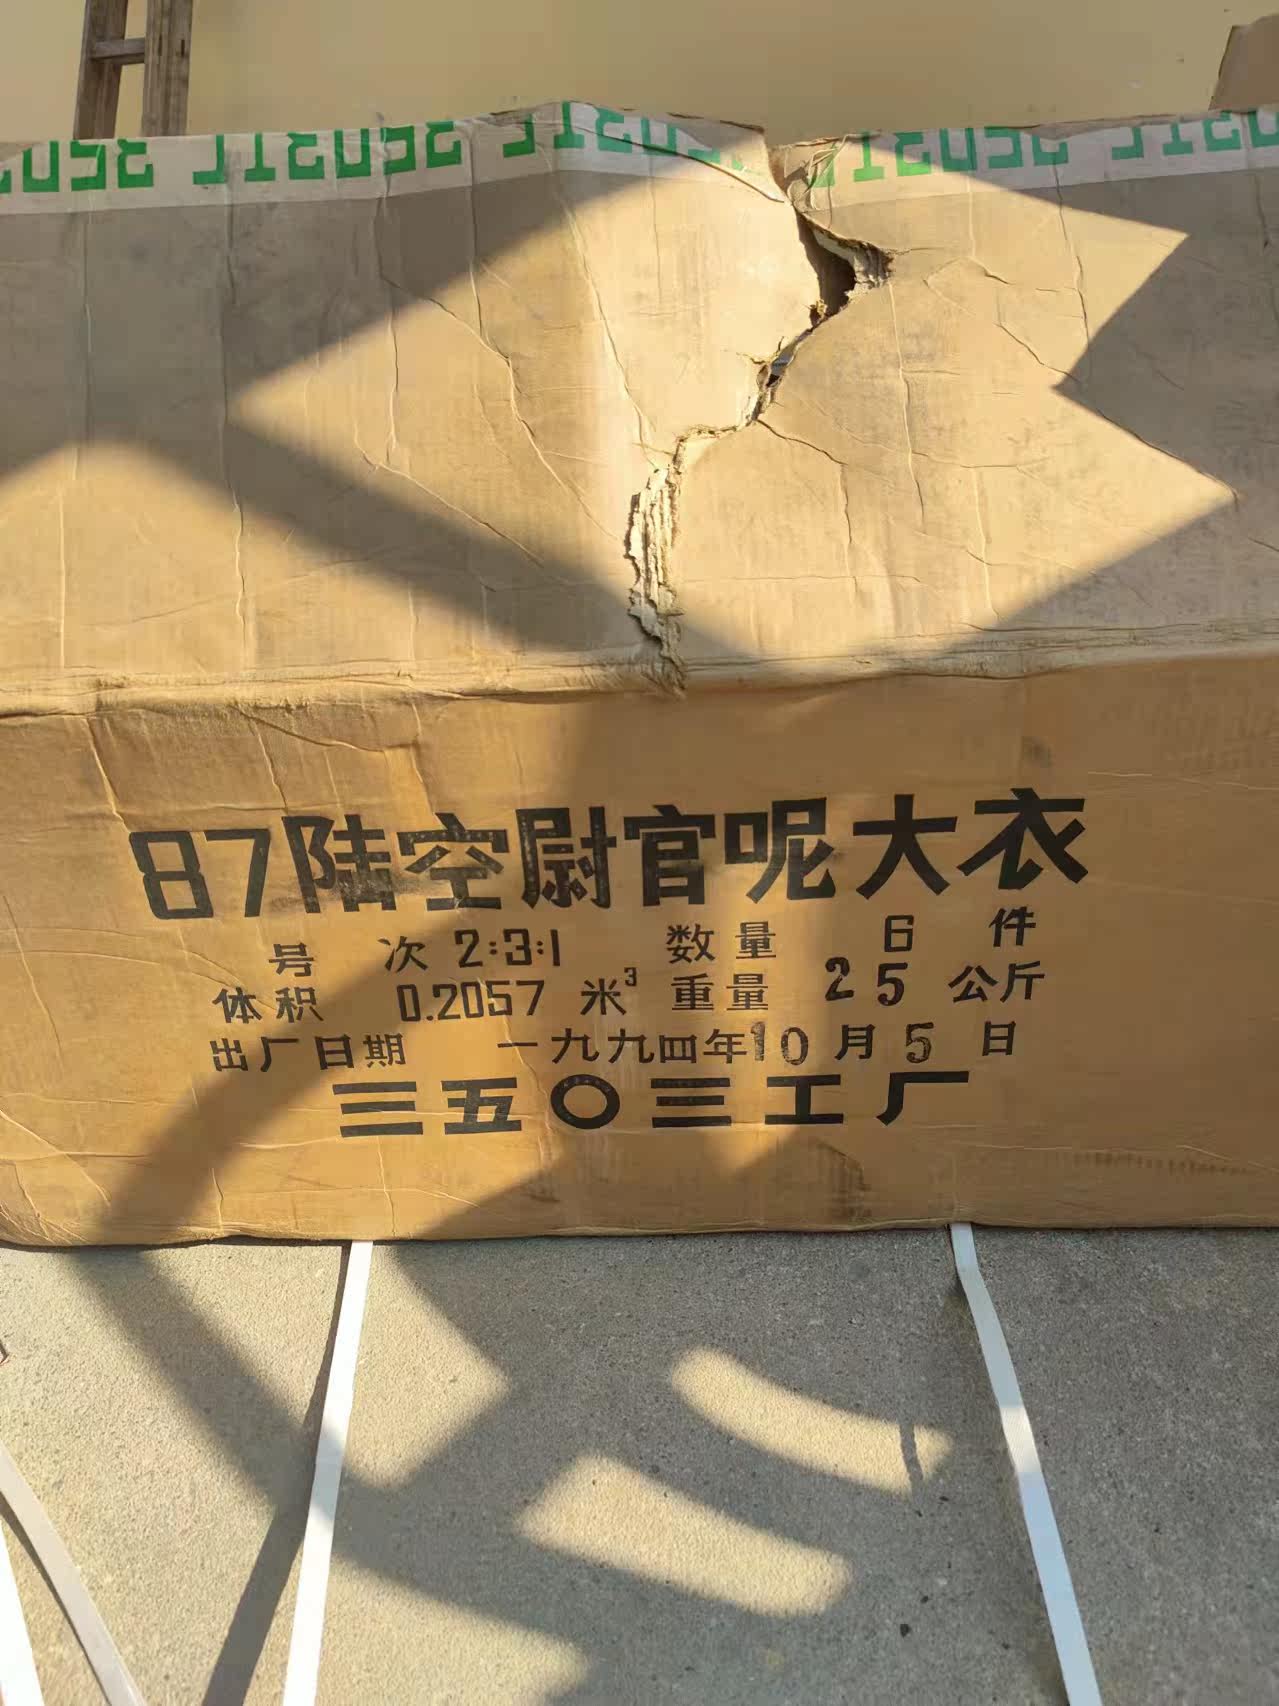 87陆空尉官呢大衣
号 次 2:3:1 数量 6 件
体积 0.2057 米³ 重量 25 公斤
出厂日期 一九九四年10月5日
三五〇三工厂